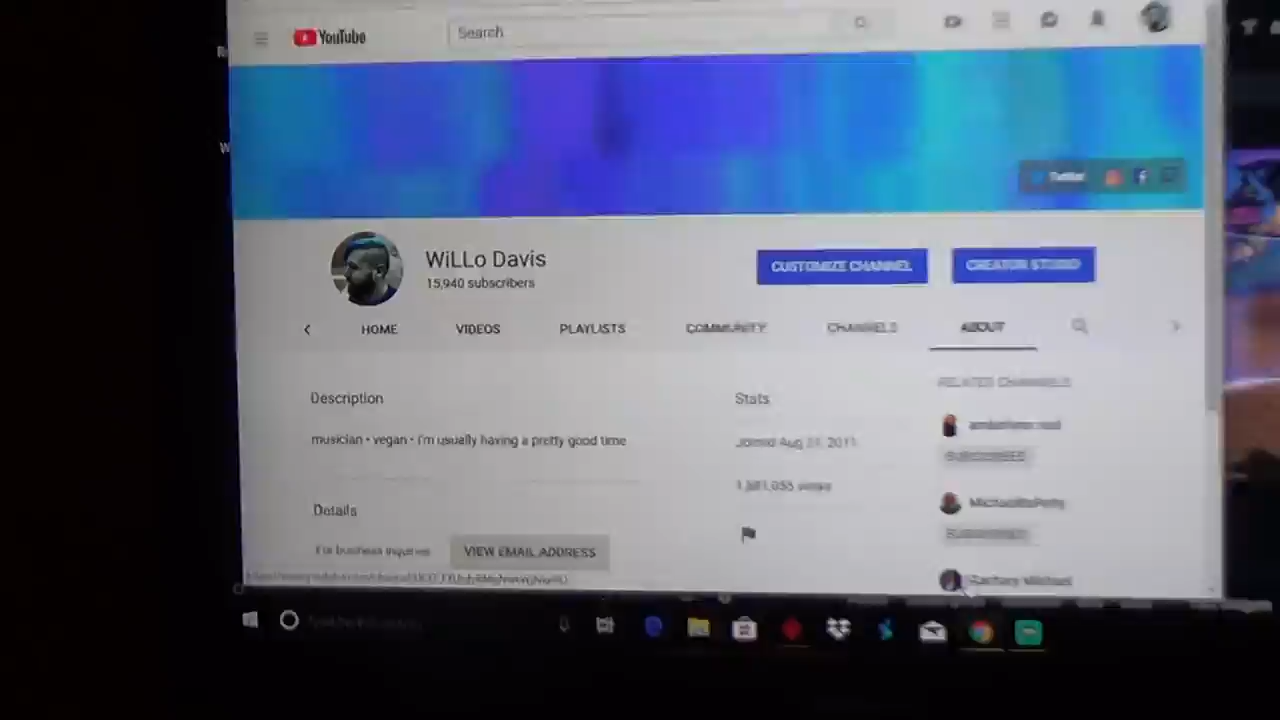 YouTube
Search
Twitter
WiLLo Davis
15,940 subscribers
CUSTOMIZE CHANNEL
CREATOR STUDIO
HOME
VIDEOS
PLAYLISTS
COMMUNITY
CHANNELS
ABOUT
RELATED CHANNELS
Description
Stats
musician • vegan • i'm usually having a pretty good time
Joined Aug 2011
views
SUBSCRIBED
SUBSCRIBED
Details
For business inquiries
VIEW EMAIL ADDRESS
Zachary Michael